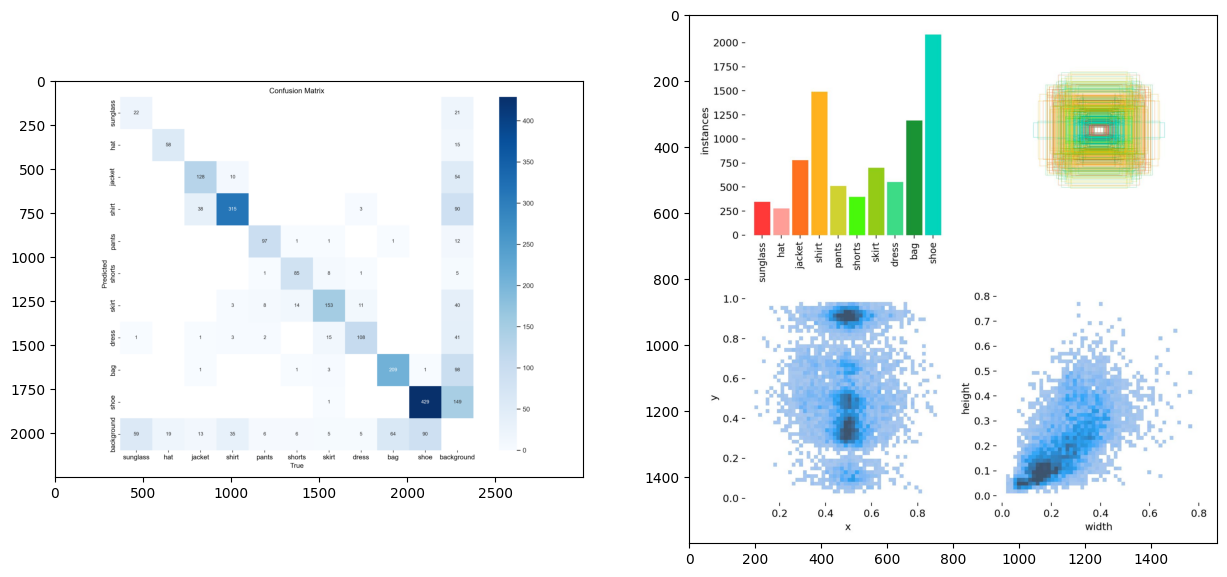 Confusion Matrix
sunglass 22 21
hat 58 15
jacket 128 10 54
shirt 38 315 3 90
pants 97 1 1 1 12
Predicted
shorts 1 85 8 1 5
skirt 3 8 14 153 11 40
dress 1 1 3 2 15 108 41
bag 1 1 3 209 1 98
shoe 1 429 149
background 59 19 13 35 6 6 5 5 64 90
sunglass hat jacket shirt pants shorts skirt dress bag shoe background
True
400
350
300
250
200
150
100
50
0
0
250
500
750
1000
1250
1500
1750
2000
0 500 1000 1500 2000 2500
0
200
400
600
800
1000
1200
1400
0 200 400 600 800 1000 1200 1400
instances
2000
1750
1500
1250
1000
750
500
250
0
sunglass
hat
jacket
shirt
pants
shorts
skirt
dress
bag
shoe
y
1.0
0.8
0.6
0.4
0.2
0.0
0.2 0.4 0.6 0.8
x
height
0.8
0.7
0.6
0.5
0.4
0.3
0.2
0.1
0.0
0.0 0.2 0.4 0.6 0.8
width